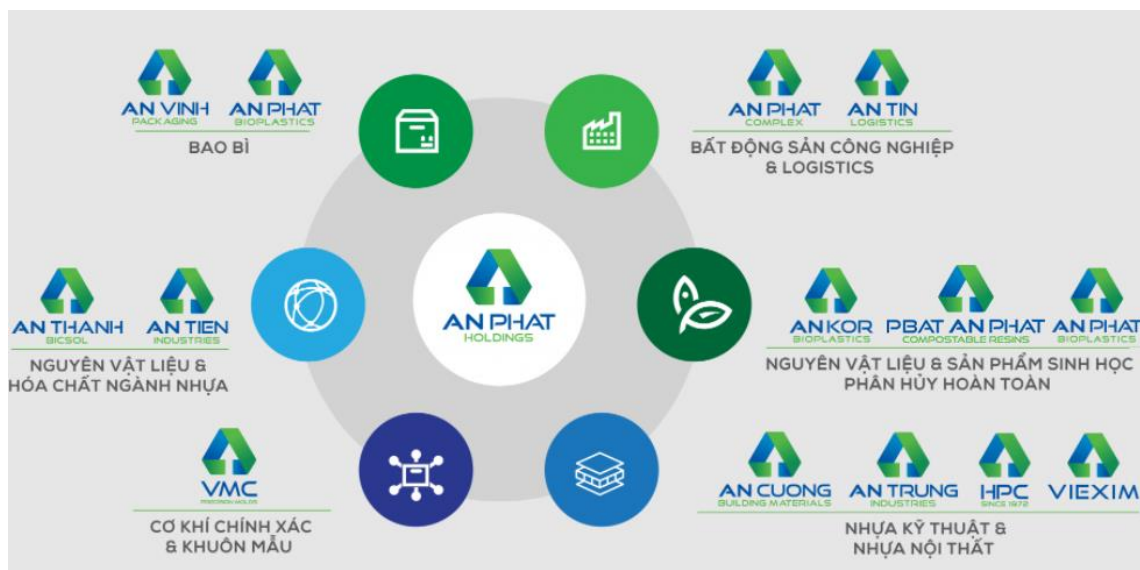 AN VINH
PACKAGING
AN PHAT
BIOPLASTICS
BAO BÌ
AN PHAT
COMPLEX
AN TIN
LOGISTICS
BẤT ĐỘNG SẢN CÔNG NGHIỆP
& LOGISTICS
AN THANH
BICSOL
AN TIEN
INDUSTRIES
NGUYÊN VẬT LIỆU &
HÓA CHẤT NGÀNH NHỰA
AN PHAT
HOLDINGS
ANKOR
BIOPLASTICS
PBAT AN PHAT
COMPOSTABLE RESINS
AN PHAT
BIOPLASTICS
NGUYÊN VẬT LIỆU & SẢN PHẨM SINH HỌC
PHÂN HỦY HOÀN TOÀN
VMC
PRECISION MOLDS
CƠ KHÍ CHÍNH XÁC
& KHUÔN MẪU
AN CUONG
BUILDING MATERIALS
AN TRUNG
INDUSTRIES
HPC
SINCE 1972
VIEXIM
NHỰA KỸ THUẬT &
NHỰA NỘI THẤT